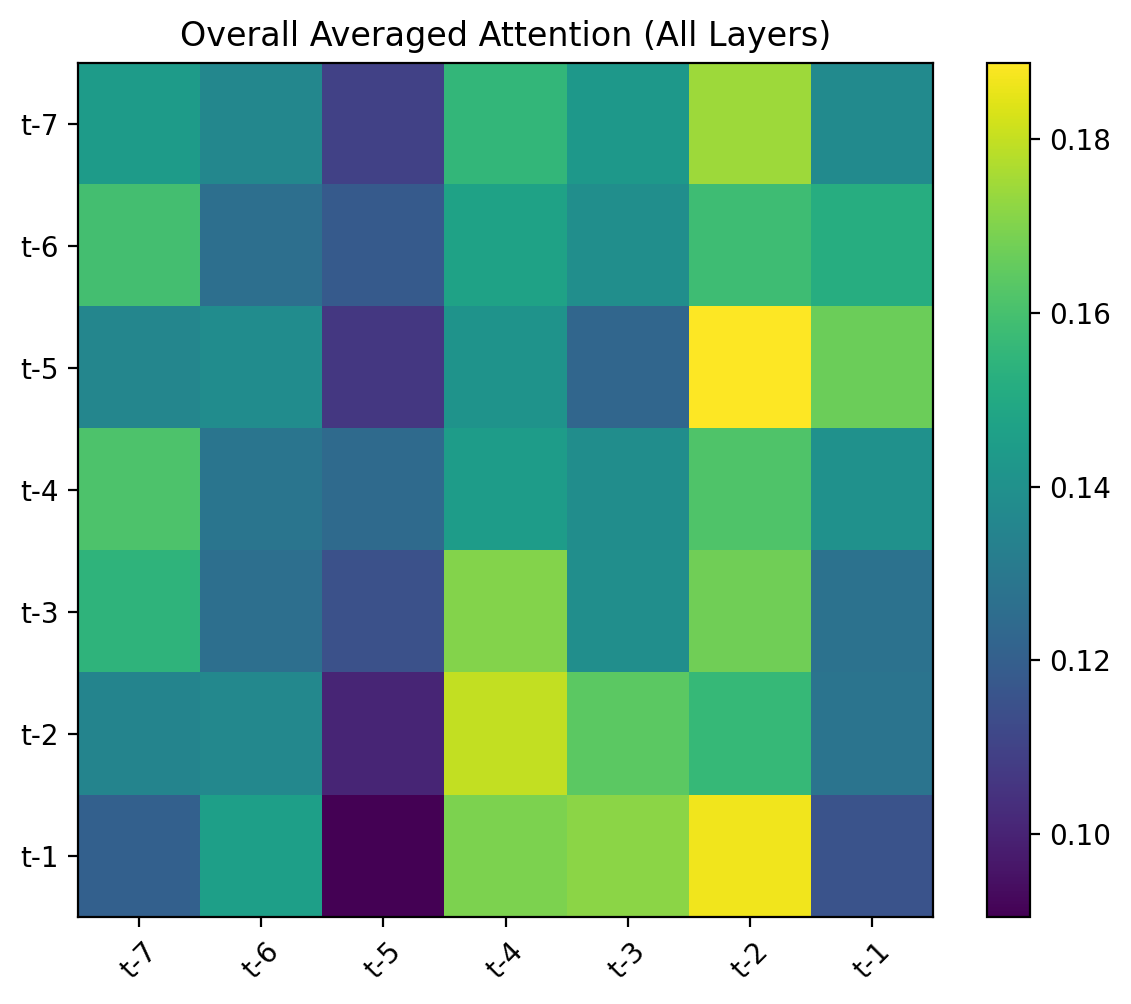 Overall Averaged Attention (All Layers)
t-7
t-6
t-5
t-4
t-3
t-2
t-1
t-7 t-6 t-5 t-4 t-3 t-2 t-1
0.18
0.16
0.14
0.12
0.10